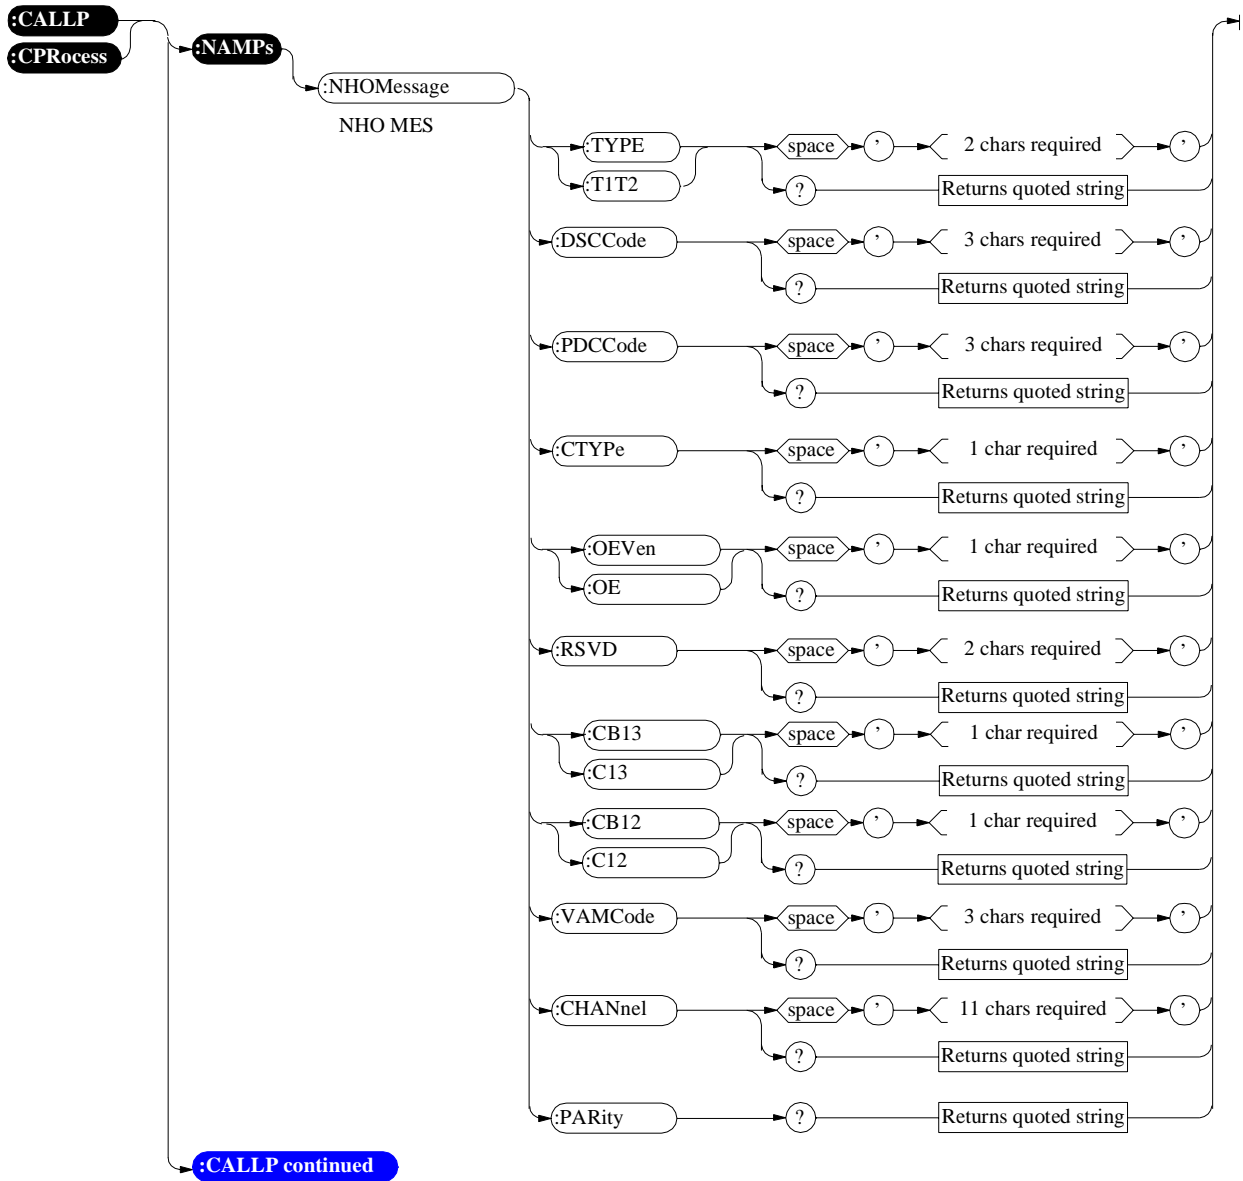 :CALLP
:CPRocess
:NAMPs
:NHOMessage
NHO MES
:TYPE space ’ 2 chars required ’
:T1T2 ? Returns quoted string
:DSCCode space ’ 3 chars required ’
? Returns quoted string
:PDCCode space ’ 3 chars required ’
? Returns quoted string
:CTYPe space ’ 1 char required ’
? Returns quoted string
:OEVen space ’ 1 char required ’
:OE ? Returns quoted string
:RSVD space ’ 2 chars required ’
? Returns quoted string
:CB13 space ’ 1 char required ’
:C13 ? Returns quoted string
:CB12 space ’ 1 char required ’
:C12 ? Returns quoted string
:VAMCode space ’ 3 chars required ’
? Returns quoted string
:CHANnel space ’ 11 chars required ’
? Returns quoted string
:PARity ? Returns quoted string
:CALLP continued